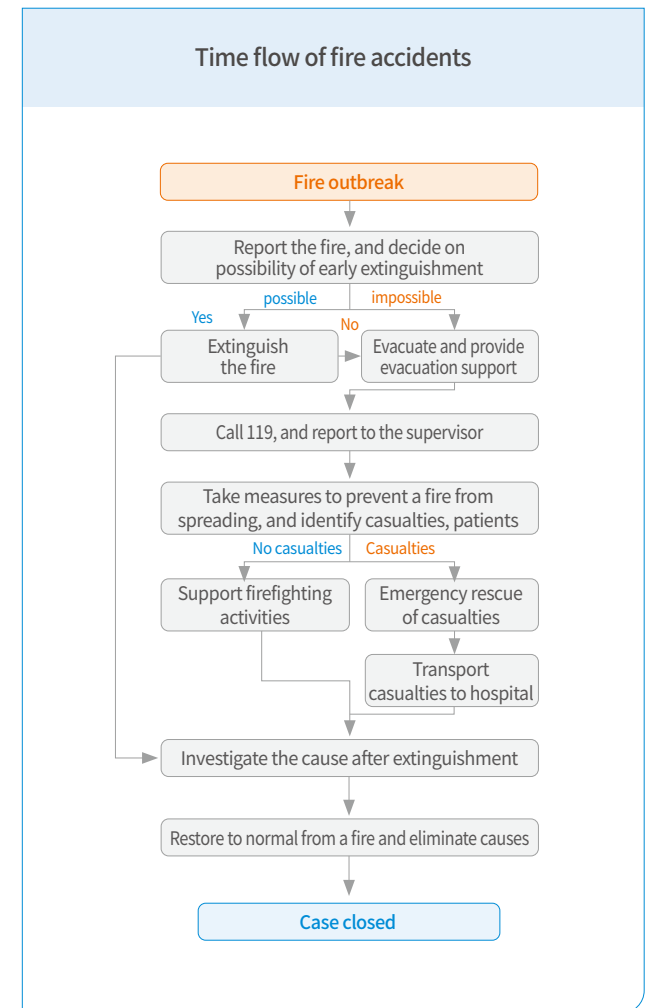 Time flow of fire accidents
Fire outbreak
Report the fire, and decide on
possibility of early extinguishment
possible
impossible
Yes
No
Extinguish
the fire
Evacuate and provide
evacuation support
Call 119, and report to the supervisor
Take measures to prevent a fire from
spreading, and identify casualties, patients
No casualties
Casualties
Support firefighting
activities
Emergency rescue
of casualties
Transport
casualties to hospital
Investigate the cause after extinguishment
Restore to normal from a fire and eliminate causes
Case closed